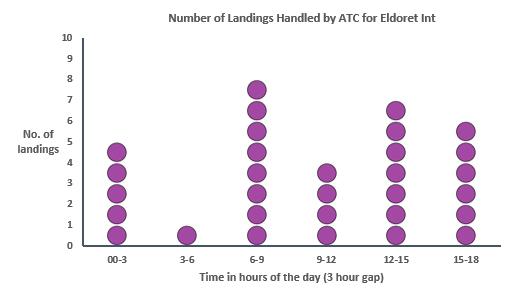 Number of Landings Handled by ATC for Eldoret Int
10
9
8
7
6
5
4
3
2
1
0
No. of
landings
00-3 3-6 6-9 9-12 12-15 15-18
Time in hours of the day (3 hour gap)